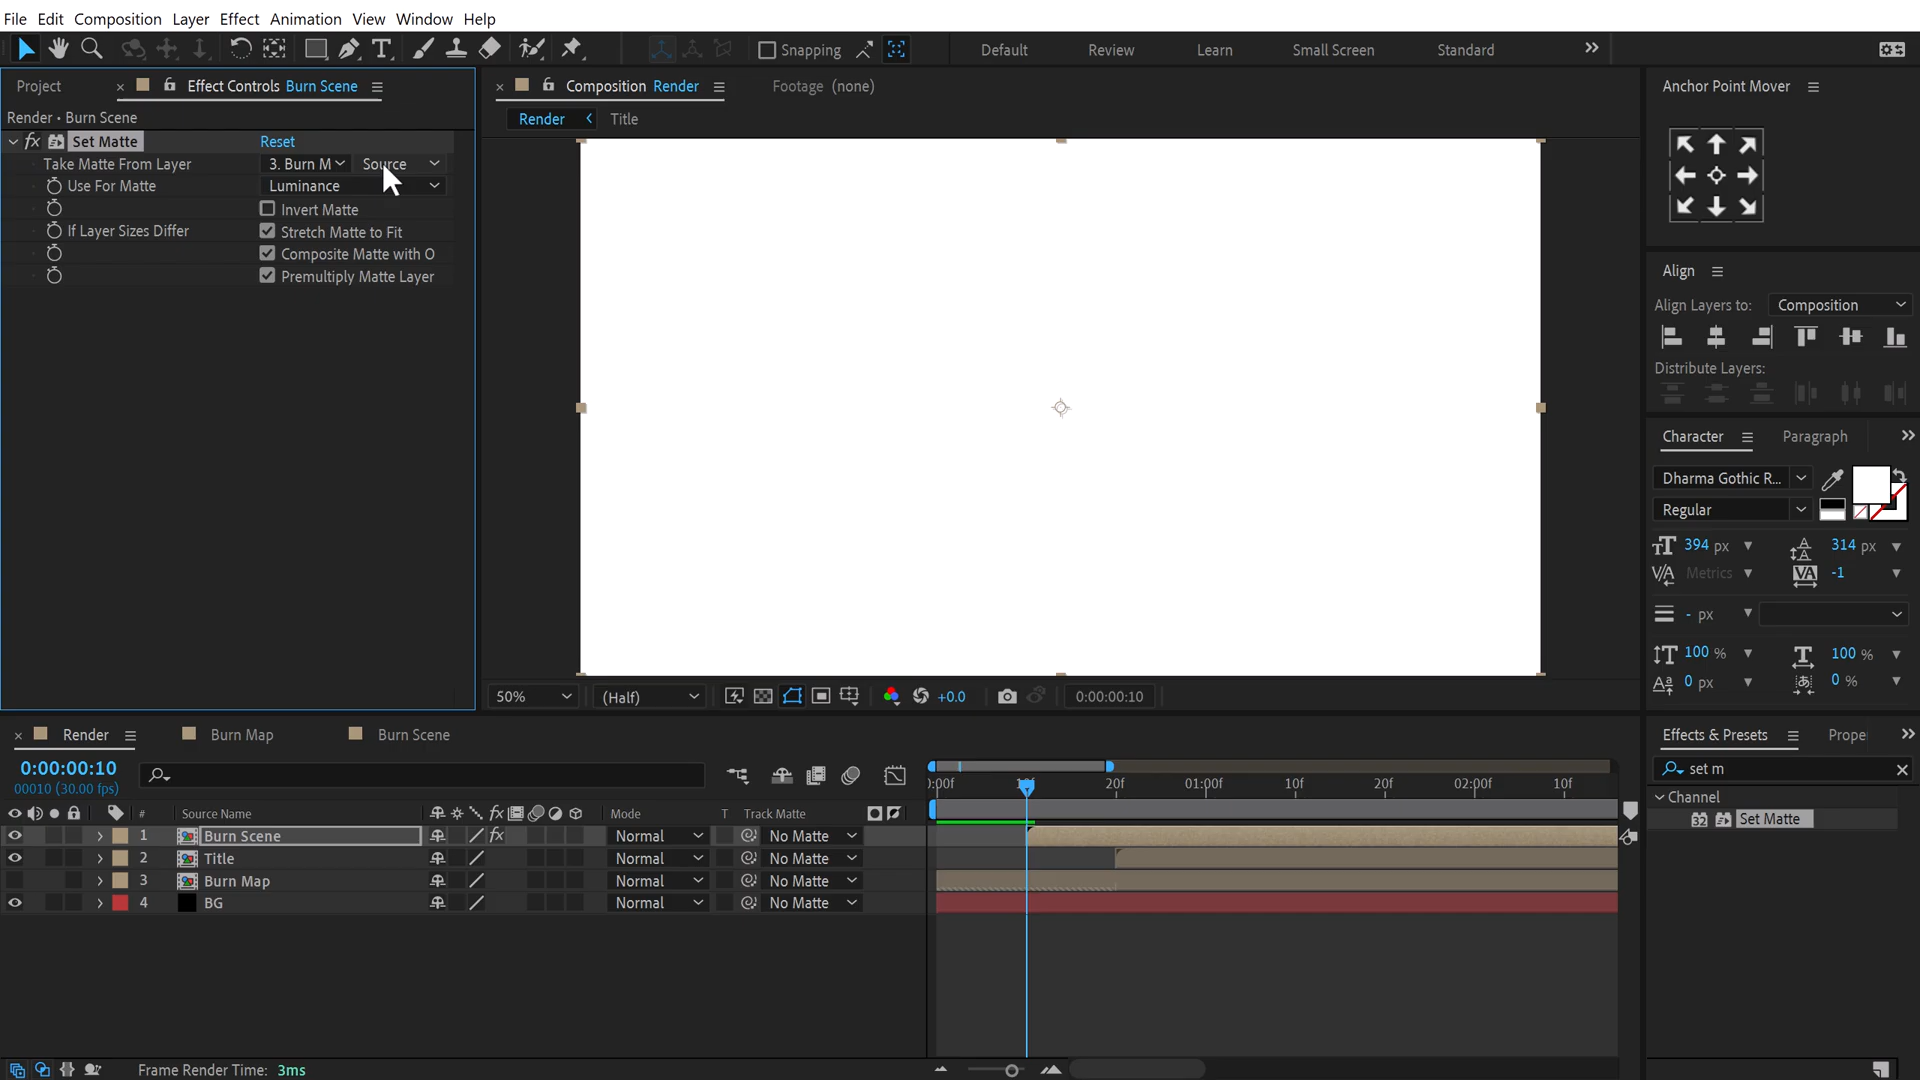 File Edit Composition Layer Effect Animation View Window Help
Snapping Default Review Learn Small Screen Standard
Project × Effect Controls Burn Scene × Composition Render Footage (none) Anchor Point Mover
Render • Burn Scene
Render Title
fx Set Matte Reset
Take Matte From Layer 3. Burn M Source
Use For Matte Luminance
Invert Matte
If Layer Sizes Differ Stretch Matte to Fit
Composite Matte with O
Premultiply Matte Layer
Align
Align Layers to: Composition
Distribute Layers:
Character Paragraph
Dharma Gothic R...
Regular
394 px 314 px
Metrics -1
- px
100 % 100 %
0 px 0 %
50% (Half) +0.0 0:00:00:10
× Render Burn Map Burn Scene
Effects & Presets Prope
0:00:00:10
00010 (30.00 fps)
set m
):00f 10f 20f 01:00f 10f 20f 02:00f 10f
Channel
# Source Name fx Mode T Track Matte
32 Set Matte
1 Burn Scene fx Normal No Matte
2 Title Normal No Matte
3 Burn Map Normal No Matte
4 BG Normal No Matte
Frame Render Time: 3ms